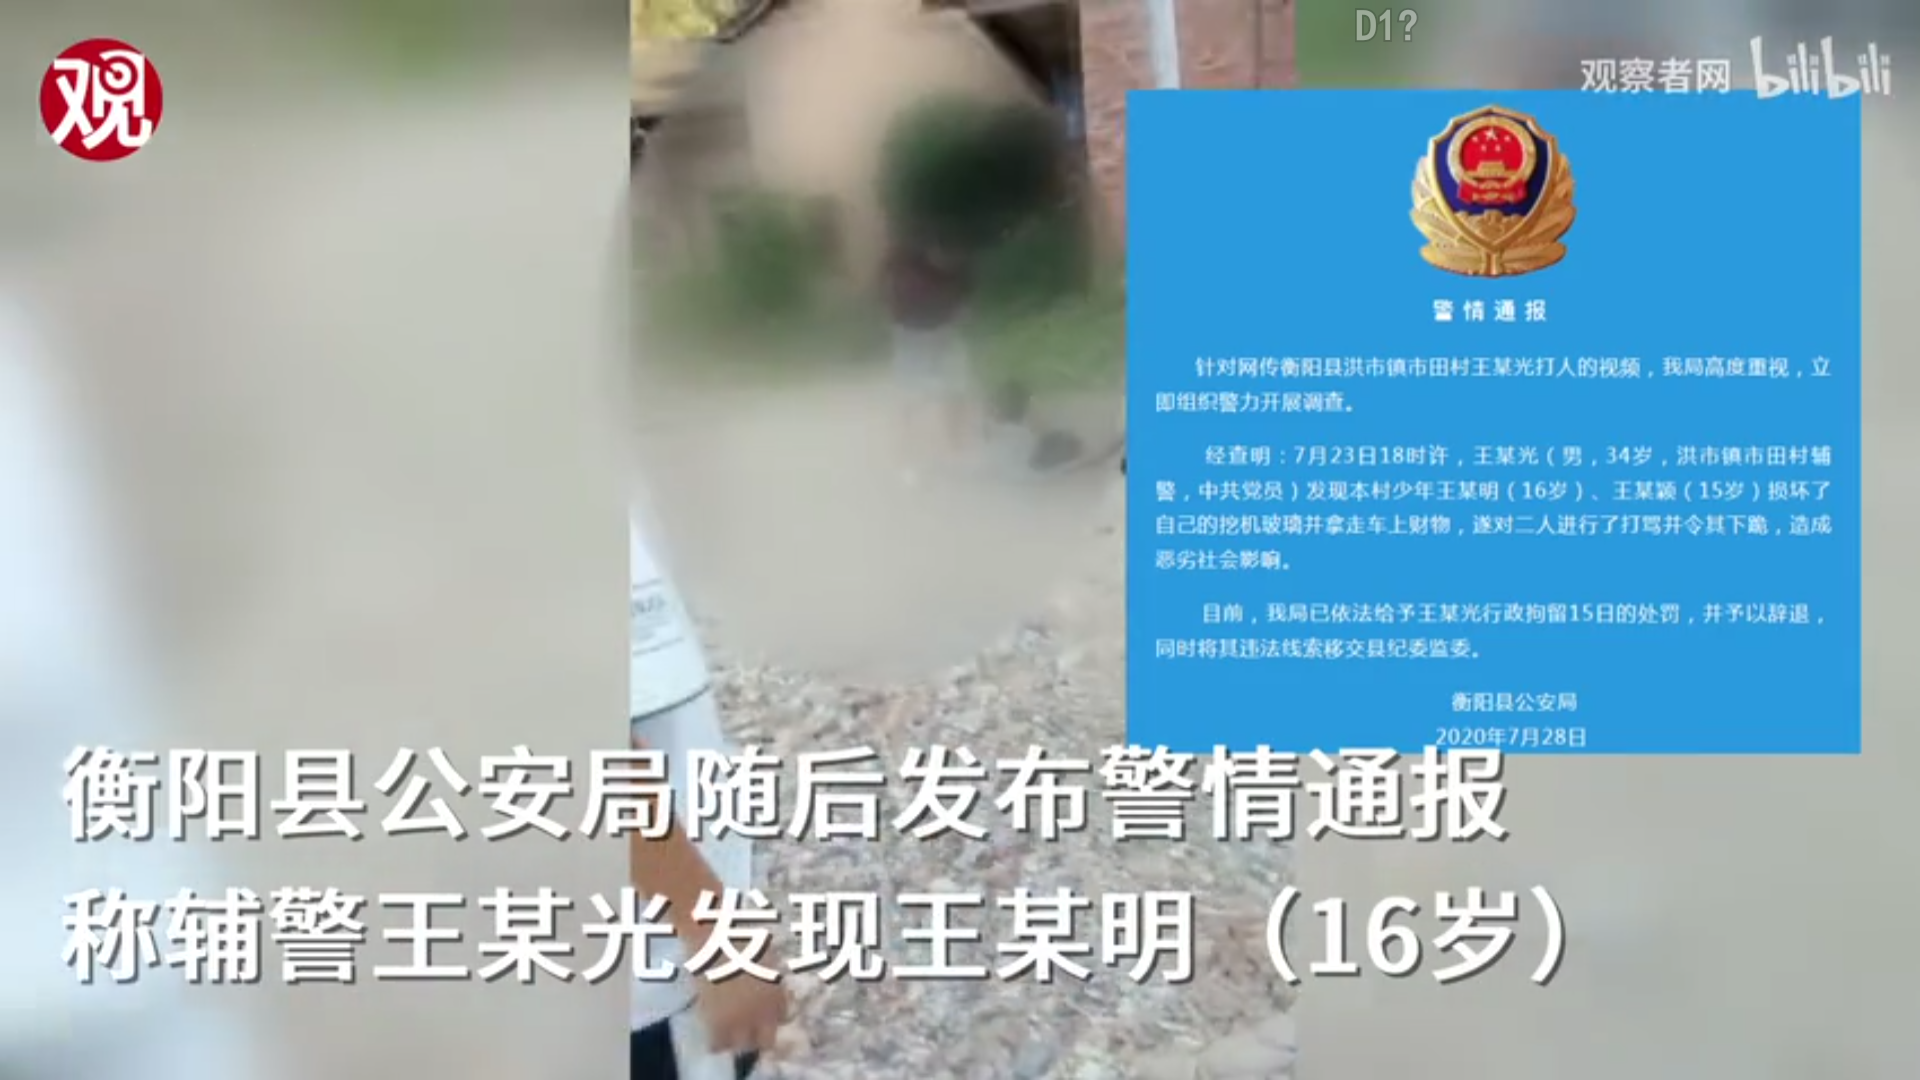 观
D1?
观察者网 bilibili
警情通报
针对网传衡阳县洪市镇市田村王某光打人的视频，我局高度重视，立
即组织警力开展调查。
经查明：7月23日18时许，王某光（男，34岁，洪市镇市田村辅
警，中共党员）发现本村少年王某明（16岁）、王某颖（15岁）损坏了
自己的挖机玻璃并拿走车上财物，遂对二人进行了打骂并令其下跪，造成
恶劣社会影响。
目前，我局已依法给予王某光行政拘留15日的处罚，并予以辞退，
同时将其违法线索移交县纪委监委。
衡阳县公安局
2020年7月28日
衡阳县公安局随后发布警情通报
称辅警王某光发现王某明（16岁）